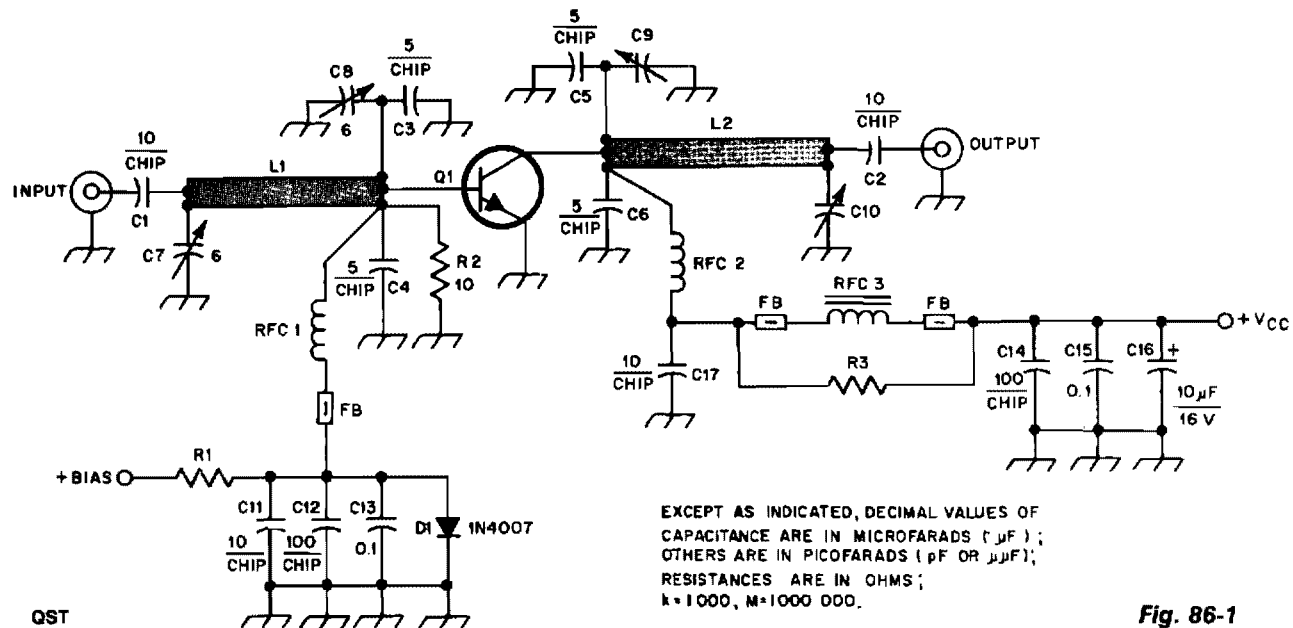 5
CHIP
C9
5
CHIP
C8
C5
6
C3
10
CHIP
L2
OUTPUT
10
CHIP
L1
Q1
C2
INPUT
C1
5
CHIP
C6
C10
C7
6
R2
10
5
CHIP
C4
RFC 2
RFC 1
FB
RFC 3
FB
+ VCC
10
CHIP
C17
R3
C14
C15
C16
+
100
CHIP
0.1
10 µF
16 V
FB
R1
+BIAS
C11
C12
C13
D1
1N4007
10
CHIP
100
CHIP
0.1
EXCEPT AS INDICATED, DECIMAL VALUES OF
CAPACITANCE ARE IN MICROFARADS ( µF ) ;
OTHERS ARE IN PICOFARADS ( pF OR µµF);
RESISTANCES ARE IN OHMS ;
k=1000, M=1000 000.
QST
Fig. 86-1